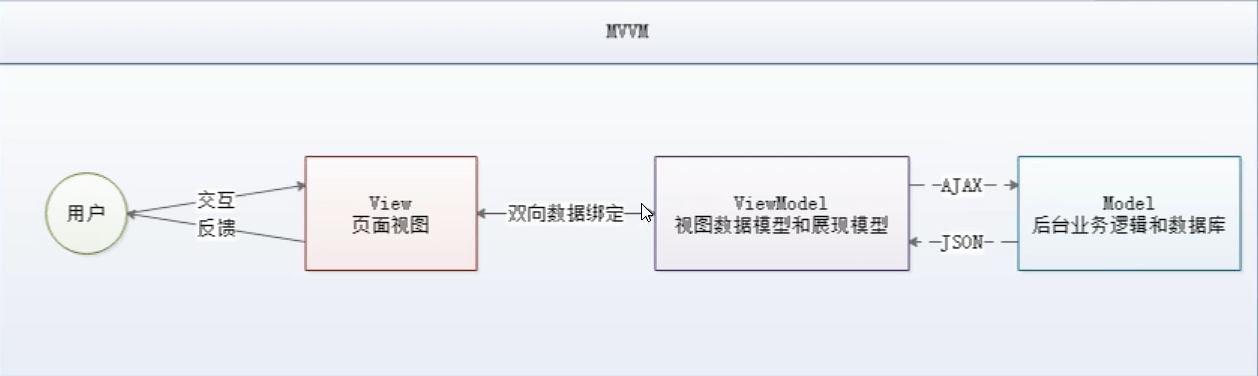 MVVM
用户
交互
反馈
View
页面视图
双向数据绑定
ViewModel
视图数据模型和展现模型
AJAX
JSON
Model
后台业务逻辑和数据库